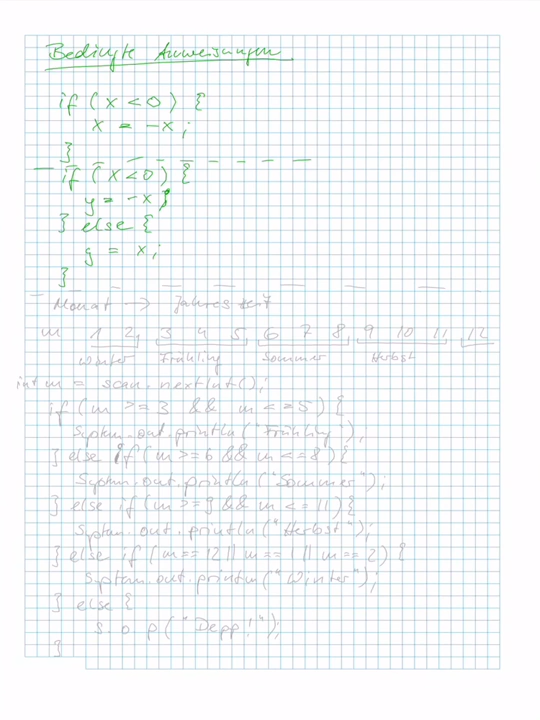 Bedingte Anweisungen
if (x < 0) {
x = -x;
}
if (x < 0) {
y = -x;
} else {
y = x;
}
Monat → Jahreszeit
m 1 2, 3 4 5, 6 7 8, 9 10 11, 12
Winter Frühling Sommer Herbst
int m = scan.nextInt();
if (m >= 3 && m <= 5) {
System.out.println("Frühling");
} else if (m >= 6 && m <= 8) {
System.out.println("Sommer");
} else if (m >= 9 && m <= 11) {
System.out.println("Herbst");
} else if (m == 12 || m == 1 || m == 2) {
System.out.println("Winter");
} else {
S.o.p("Depp!");
}